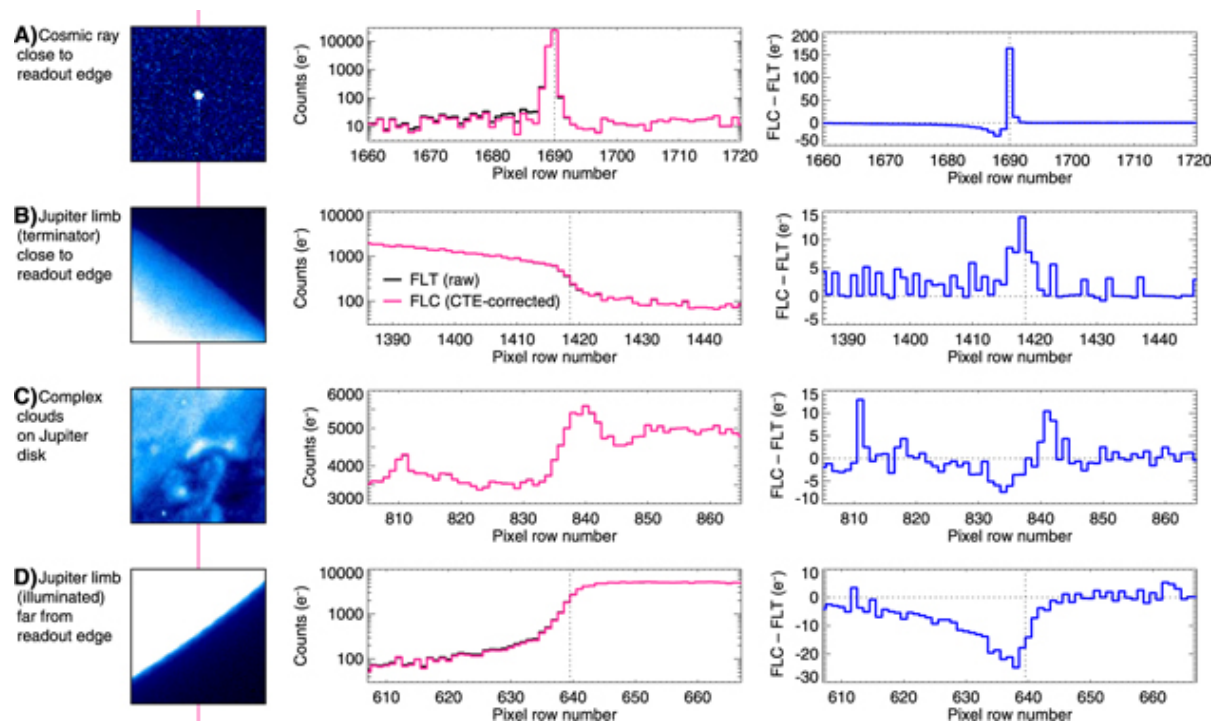 A) Cosmic ray
close to
readout edge
Counts (e⁻)
10000
1000
100
10
1660 1670 1680 1690 1700 1710 1720
Pixel row number
FLC – FLT (e⁻)
200
150
100
50
0
-50
1660 1670 1680 1690 1700 1710 1720
Pixel row number
B) Jupiter limb
(terminator)
close to
readout edge
Counts (e⁻)
10000
1000
100
FLT (raw)
FLC (CTE-corrected)
1390 1400 1410 1420 1430 1440
Pixel row number
FLC – FLT (e⁻)
15
10
5
0
-5
1390 1400 1410 1420 1430 1440
Pixel row number
C) Complex
clouds
on Jupiter
disk
Counts (e⁻)
6000
5000
4000
3000
810 820 830 840 850 860
Pixel row number
FLC – FLT (e⁻)
15
10
5
0
-5
-10
810 820 830 840 850 860
Pixel row number
D) Jupiter limb
(illuminated)
far from
readout edge
Counts (e⁻)
10000
1000
100
610 620 630 640 650 660
Pixel row number
FLC – FLT (e⁻)
10
0
-10
-20
-30
610 620 630 640 650 660
Pixel row number